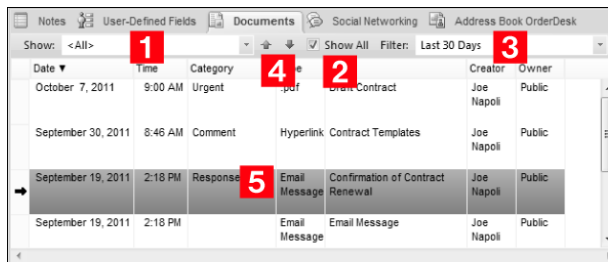 Notes User-Defined Fields Documents Social Networking Address Book OrderDesk
Show: <All> 1 4 Show All 2 Filter: Last 30 Days 3
Date ▼ Time Category Creator Owner
October 7, 2011 9:00 AM Urgent .pdf Draft Contract Joe Napoli Public
September 30, 2011 8:46 AM Comment Hyperlink Contract Templates Joe Napoli Public
September 19, 2011 2:18 PM Response 5 Email Message Confirmation of Contract Renewal Joe Napoli Public
September 19, 2011 2:18 PM Email Message Email Message Joe Napoli Public